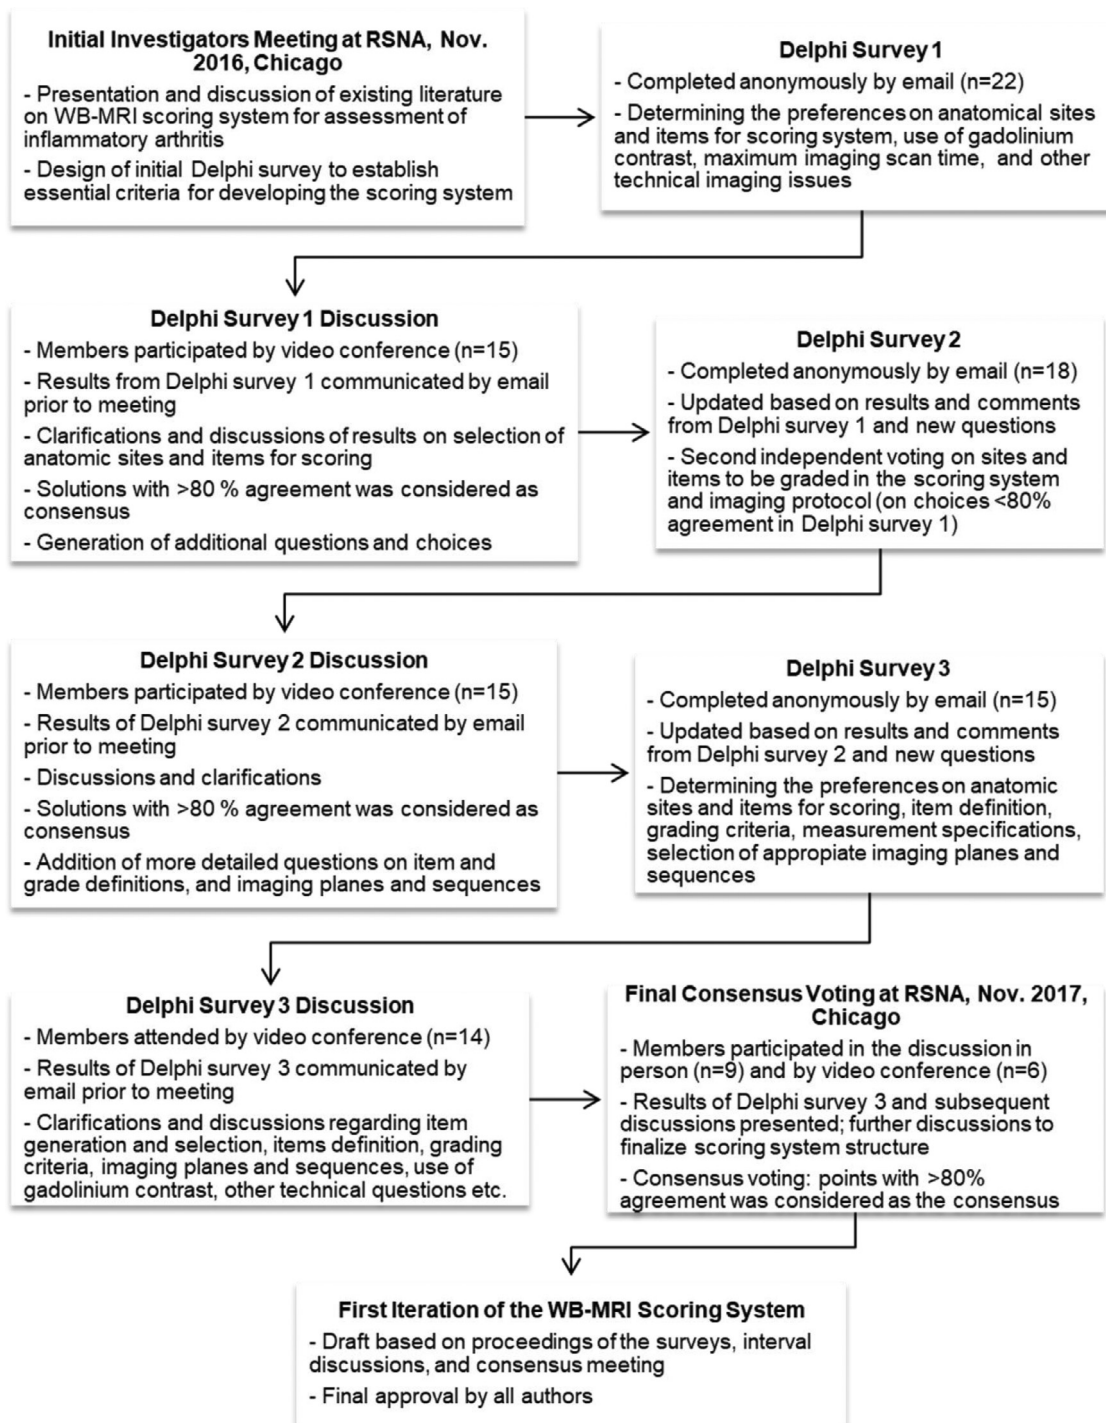 Initial Investigators Meeting at RSNA, Nov.
2016, Chicago
- Presentation and discussion of existing literature
on WB-MRI scoring system for assessment of
inflammatory arthritis
- Design of initial Delphi survey to establish
essential criteria for developing the scoring system
Delphi Survey 1
- Completed anonymously by email (n=22)
- Determining the preferences on anatomical sites
and items for scoring system, use of gadolinium
contrast, maximum imaging scan time, and other
technical imaging issues
Delphi Survey 1 Discussion
- Members participated by video conference (n=15)
- Results from Delphi survey 1 communicated by email
prior to meeting
- Clarifications and discussions of results on selection of
anatomic sites and items for scoring
- Solutions with >80 % agreement was considered as
consensus
- Generation of additional questions and choices
Delphi Survey 2
- Completed anonymously by email (n=18)
- Updated based on results and comments
from Delphi survey 1 and new questions
- Second independent voting on sites and
items to be graded in the scoring system
and imaging protocol (on choices <80%
agreement in Delphi survey 1)
Delphi Survey 2 Discussion
- Members participated by video conference (n=15)
- Results of Delphi survey 2 communicated by email
prior to meeting
- Discussions and clarifications
- Solutions with >80 % agreement was considered as
consensus
- Addition of more detailed questions on item and
grade definitions, and imaging planes and sequences
Delphi Survey 3
- Completed anonymously by email (n=15)
- Updated based on results and comments
from Delphi survey 2 and new questions
- Determining the preferences on anatomic
sites and items for scoring, item definition,
grading criteria, measurement specifications,
selection of appropiate imaging planes and
sequences
Delphi Survey 3 Discussion
- Members attended by video conference (n=14)
- Results of Delphi survey 3 communicated by
email prior to meeting
- Clarifications and discussions regarding item
generation and selection, items definition, grading
criteria, imaging planes and sequences, use of
gadolinium contrast, other technical questions etc.
Final Consensus Voting at RSNA, Nov. 2017,
Chicago
- Members participated in the discussion in
person (n=9) and by video conference (n=6)
- Results of Delphi survey 3 and subsequent
discussions presented; further discussions to
finalize scoring system structure
- Consensus voting: points with >80%
agreement was considered as the consensus
First Iteration of the WB-MRI Scoring System
- Draft based on proceedings of the surveys, interval
discussions, and consensus meeting
- Final approval by all authors